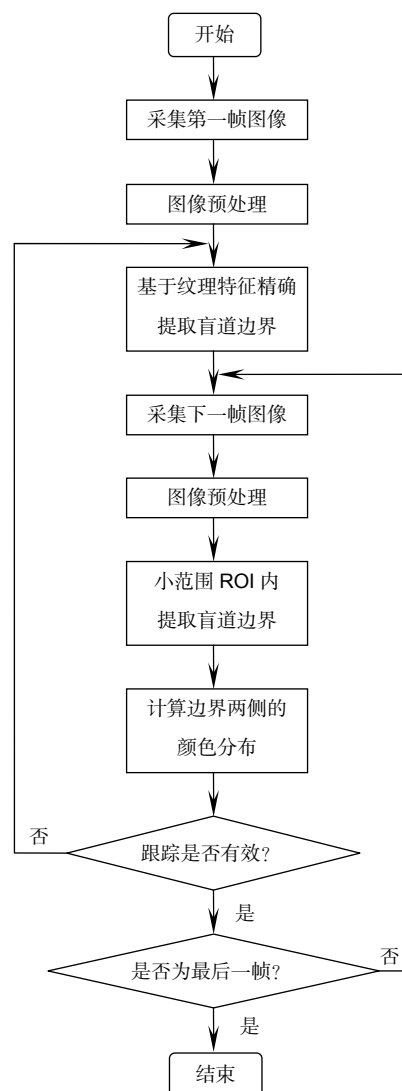 开始
采集第一帧图像
图像预处理
基于纹理特征精确
提取盲道边界
采集下一帧图像
图像预处理
小范围 ROI 内
提取盲道边界
计算边界两侧的
颜色分布
否
跟踪是否有效?
是
否
是否为最后一帧?
是
结束